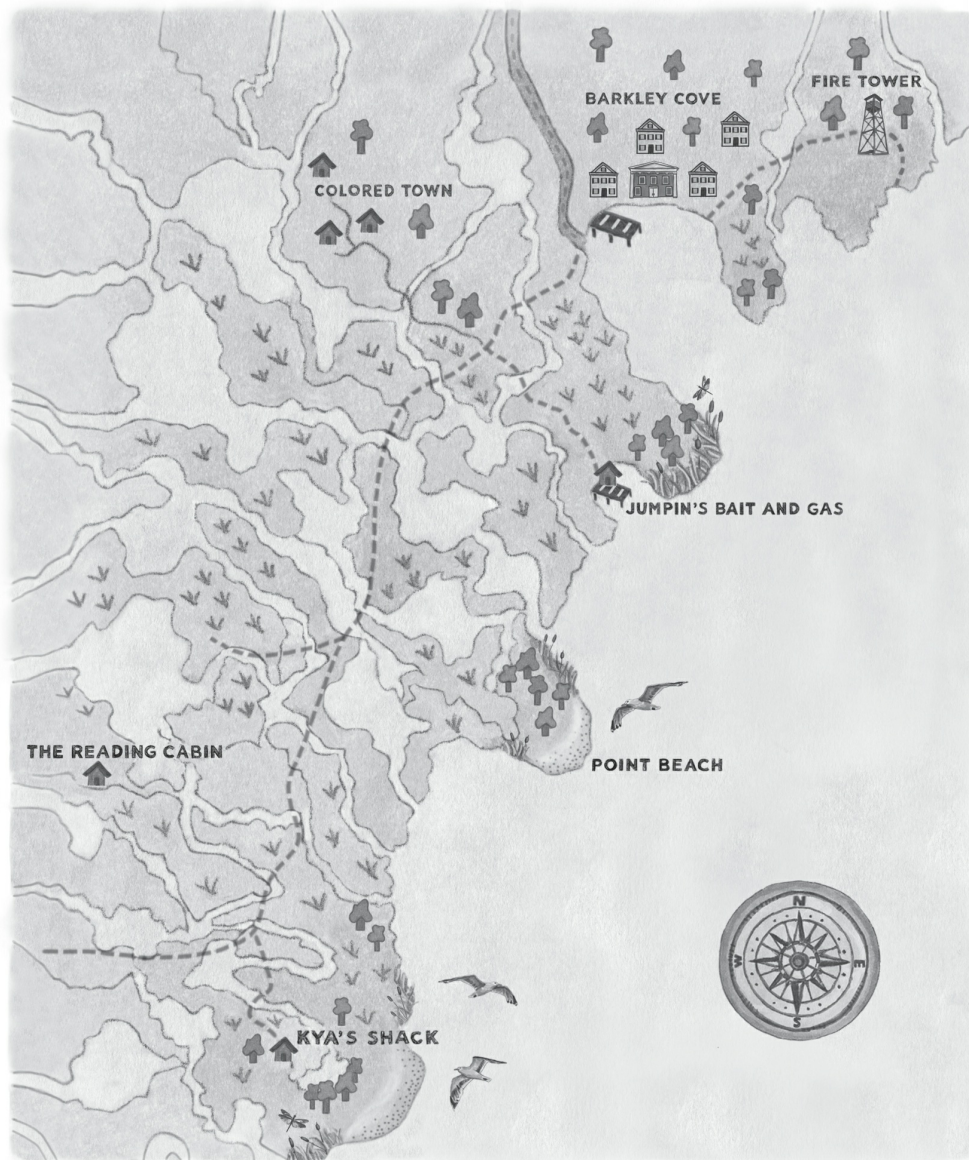 FIRE TOWER
BARKLEY COVE
COLORED TOWN
JUMPIN'S BAIT AND GAS
THE READING CABIN
POINT BEACH
N
W
E
S
KYA'S SHACK